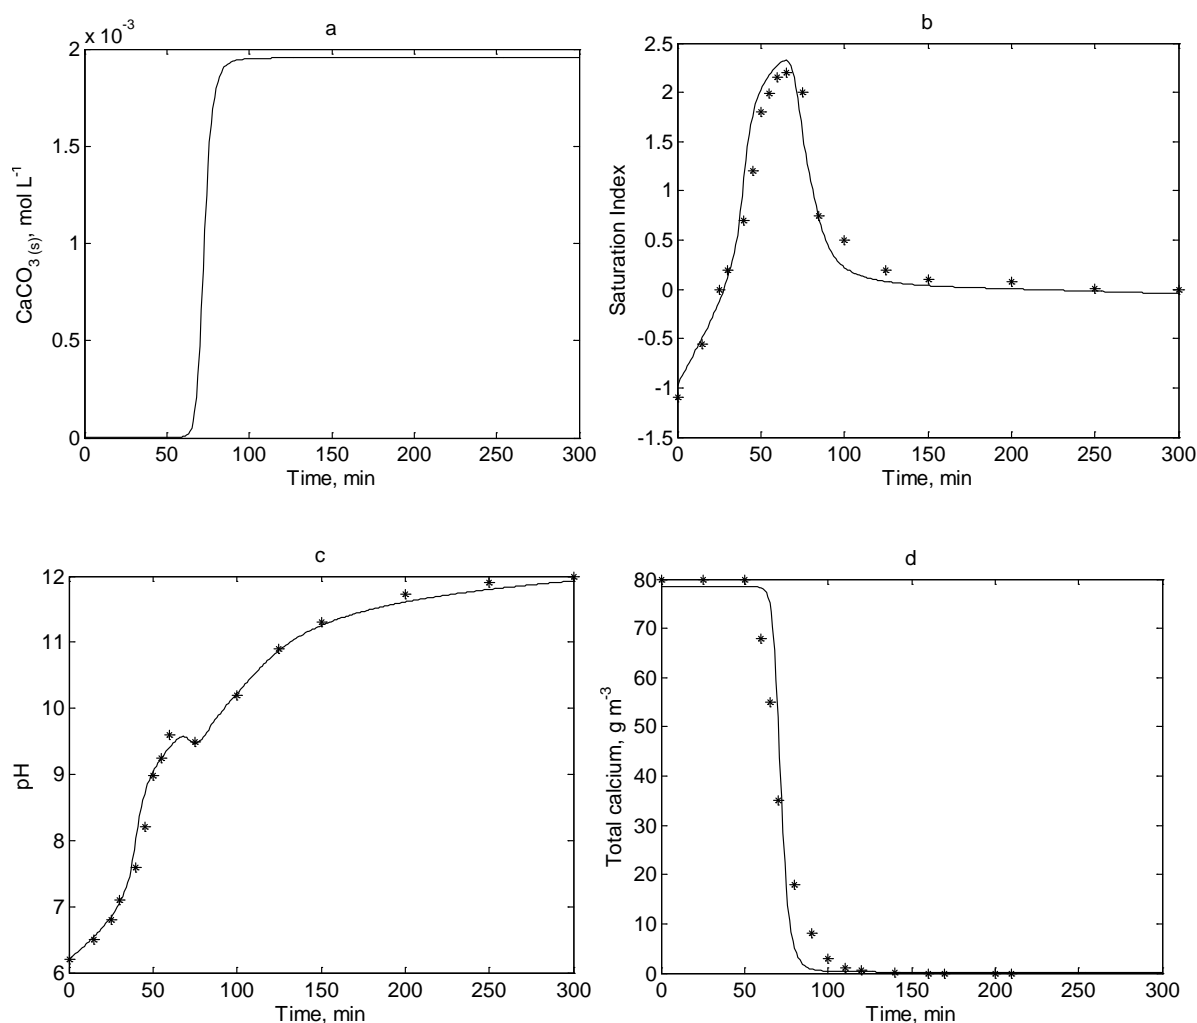 a
x 10⁻³
2
1.5
1
0.5
0
CaCO₃ ₍ₛ₎, mol L⁻¹
0 50 100 150 200 250 300
Time, min
b
2.5
2
1.5
1
0.5
0
-0.5
-1
-1.5
Saturation Index
0 50 100 150 200 250 300
Time, min
c
12
11
10
9
8
7
6
pH
0 50 100 150 200 250 300
Time, min
d
80
70
60
50
40
30
20
10
0
Total calcium, g m⁻³
0 50 100 150 200 250 300
Time, min